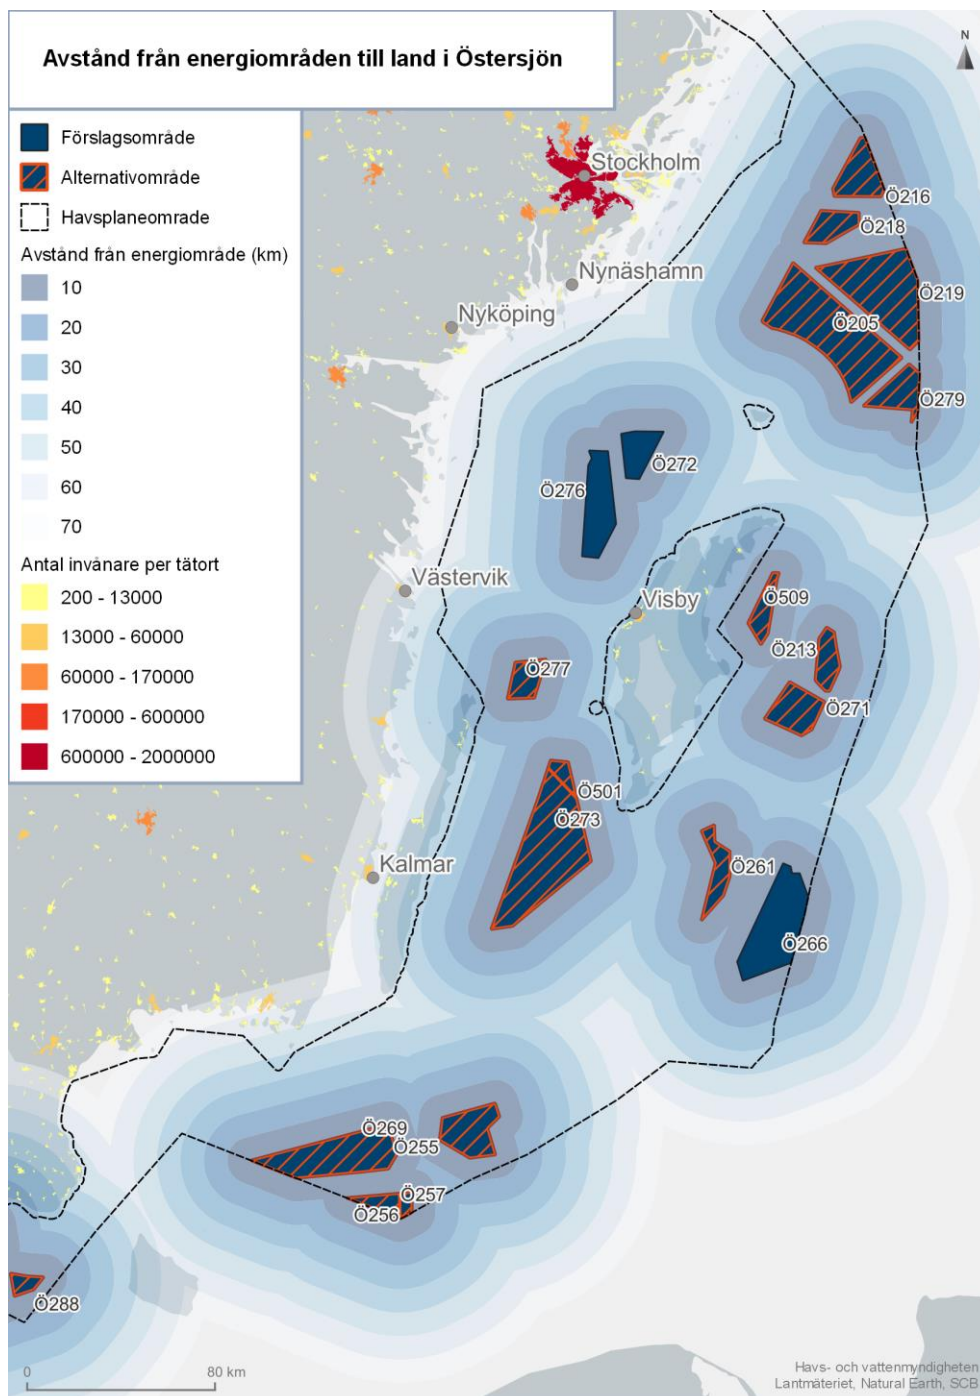 Avstånd från energiområden till land i Östersjön
N
Förslagsområde
Alternativområde
Havsplaneområde
Avstånd från energiområde (km)
10
20
30
40
50
60
70
Antal invånare per tätort
200 - 13000
13000 - 60000
60000 - 170000
170000 - 600000
600000 - 2000000
Stockholm
Nynäshamn
Nyköping
Västervik
Visby
Kalmar
Ö216
Ö218
Ö219
Ö205
Ö279
Ö272
Ö276
Ö509
Ö213
Ö277
Ö271
Ö501
Ö273
Ö261
Ö266
Ö269
Ö255
Ö257
Ö256
Ö288
0 80 km
Havs- och vattenmyndigheten
Lantmäteriet, Natural Earth, SCB